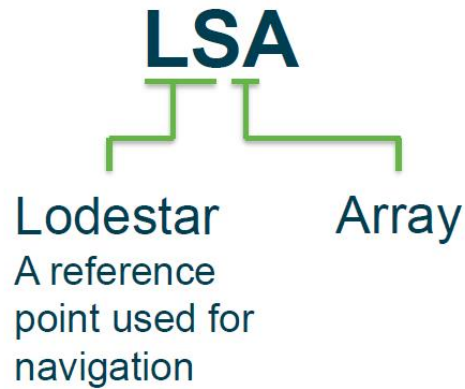 LSA
Lodestar
A reference
point used for
navigation
Array